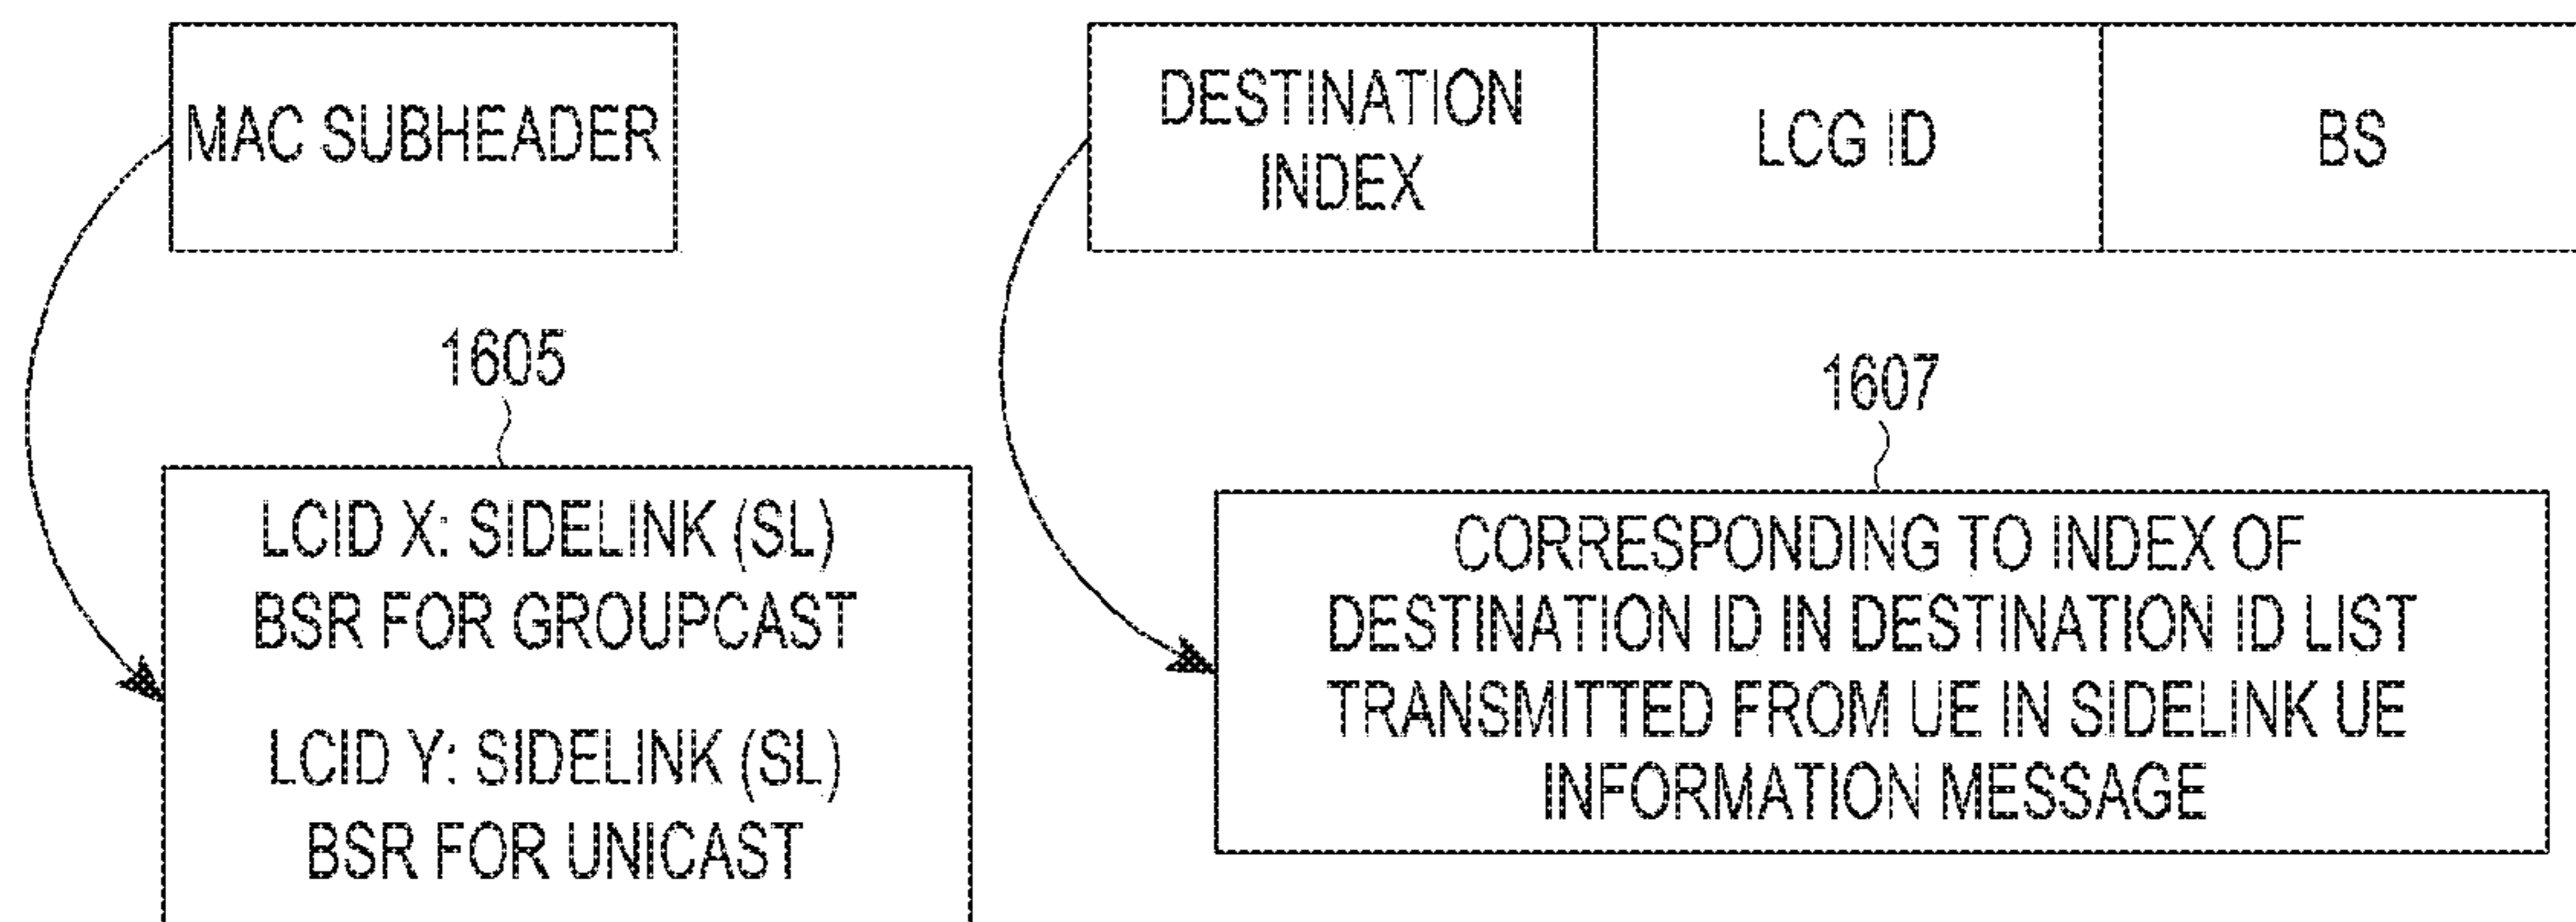 MAC SUBHEADER
DESTINATION
INDEX
LCG ID
BS
1605
LCID X: SIDELINK (SL)
BSR FOR GROUPCAST
LCID Y: SIDELINK (SL)
BSR FOR UNICAST
1607
CORRESPONDING TO INDEX OF
DESTINATION ID IN DESTINATION ID LIST
TRANSMITTED FROM UE IN SIDELINK UE
INFORMATION MESSAGE